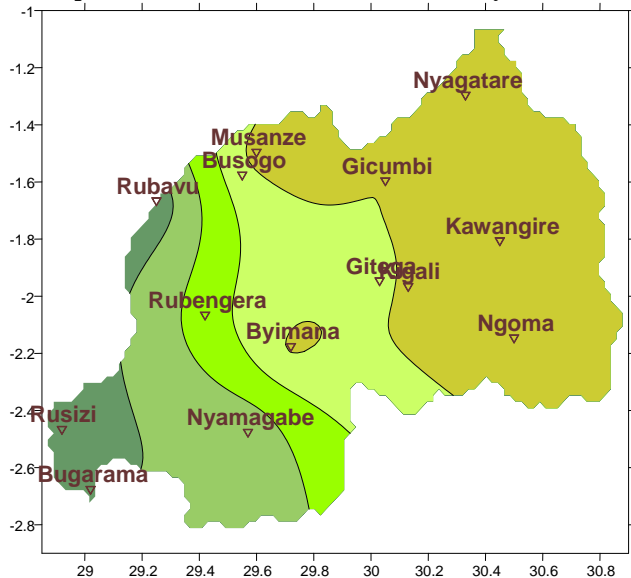 -1
-1.2
-1.4
-1.6
-1.8
-2
-2.2
-2.4
-2.6
-2.8
Nyagatare
Musanze
Busogo
Gicumbi
Rubavu
Kawangire
Gitega
Kigali
Rubengera
Byimana
Ngoma
Rusizi
Nyamagabe
Bugarama
29 29.2 29.4 29.6 29.8 30 30.2 30.4 30.6 30.8